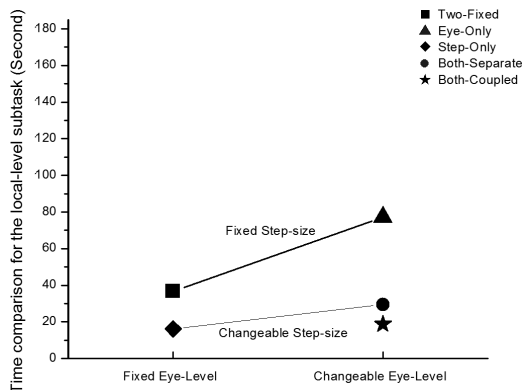 Time comparison for the local-level subtask (Second)
180
160
140
120
100
80
60
40
20
0
Two-Fixed
Eye-Only
Step-Only
Both-Separate
Both-Coupled
Fixed Step-size
Changeable Step-size
Fixed Eye-Level
Changeable Eye-Level